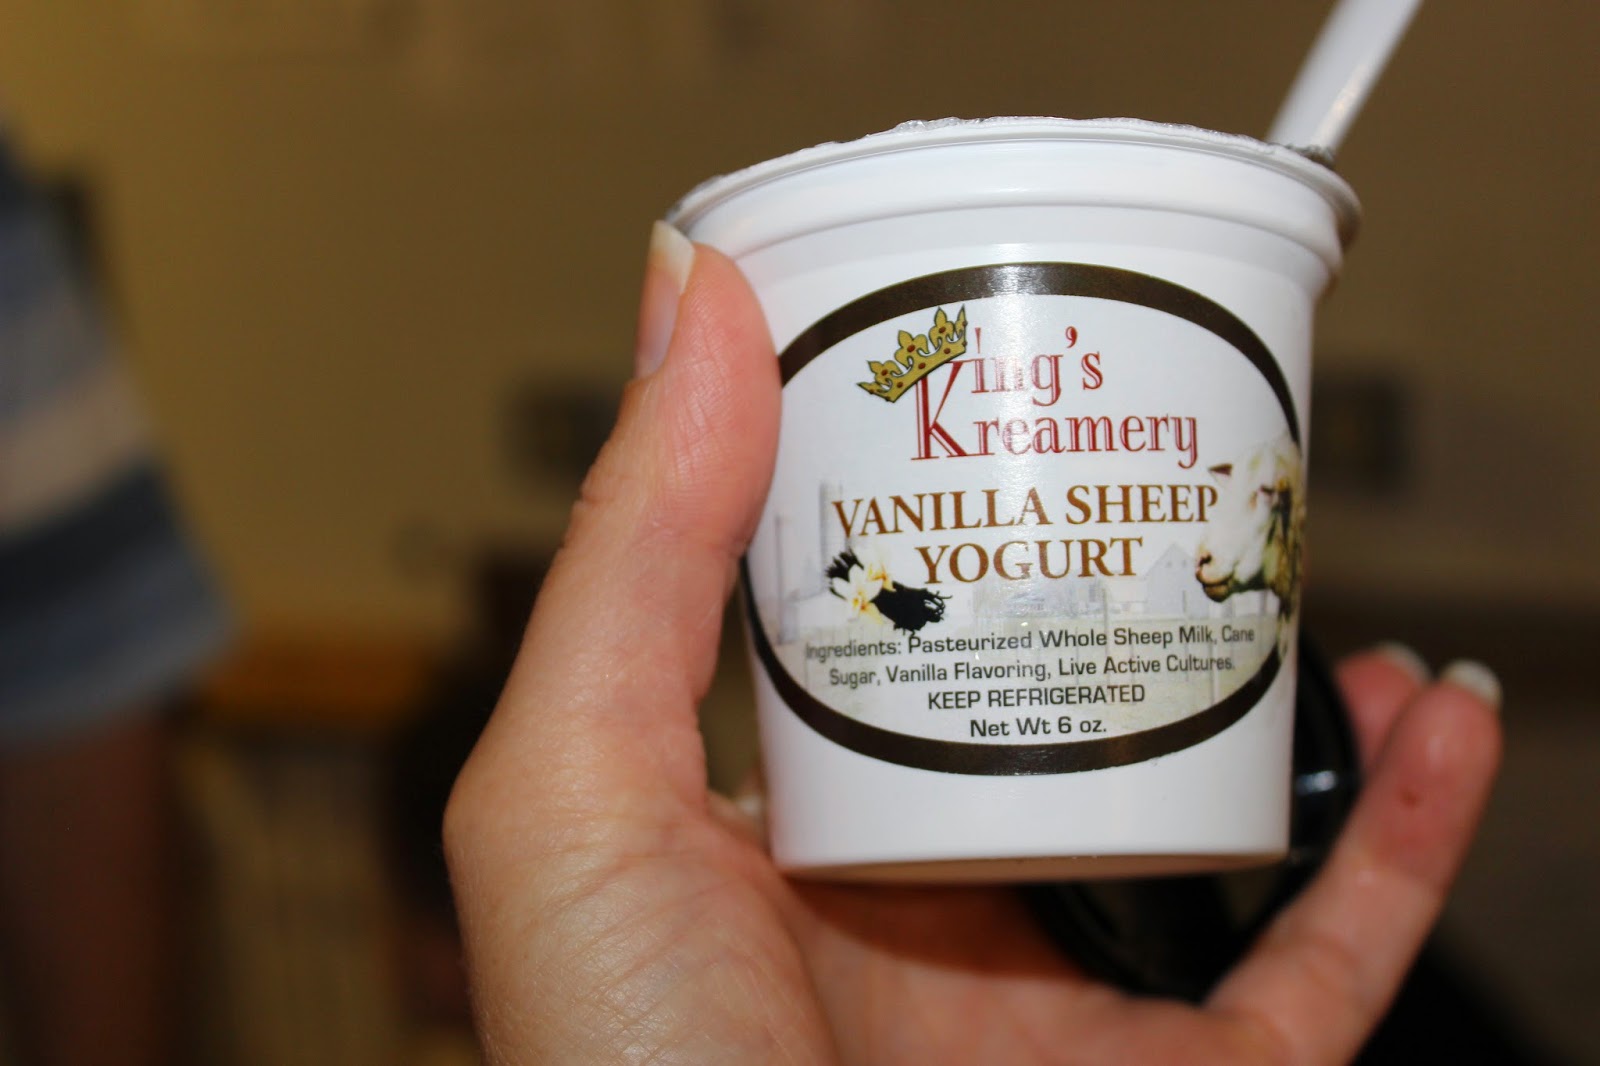 King's
Kreamery
VANILLA SHEEP
YOGURT
Ingredients: Pasteurized Whole Sheep Milk, Cane
Sugar, Vanilla Flavoring, Live Active Cultures.
KEEP REFRIGERATED
Net Wt 6 oz.